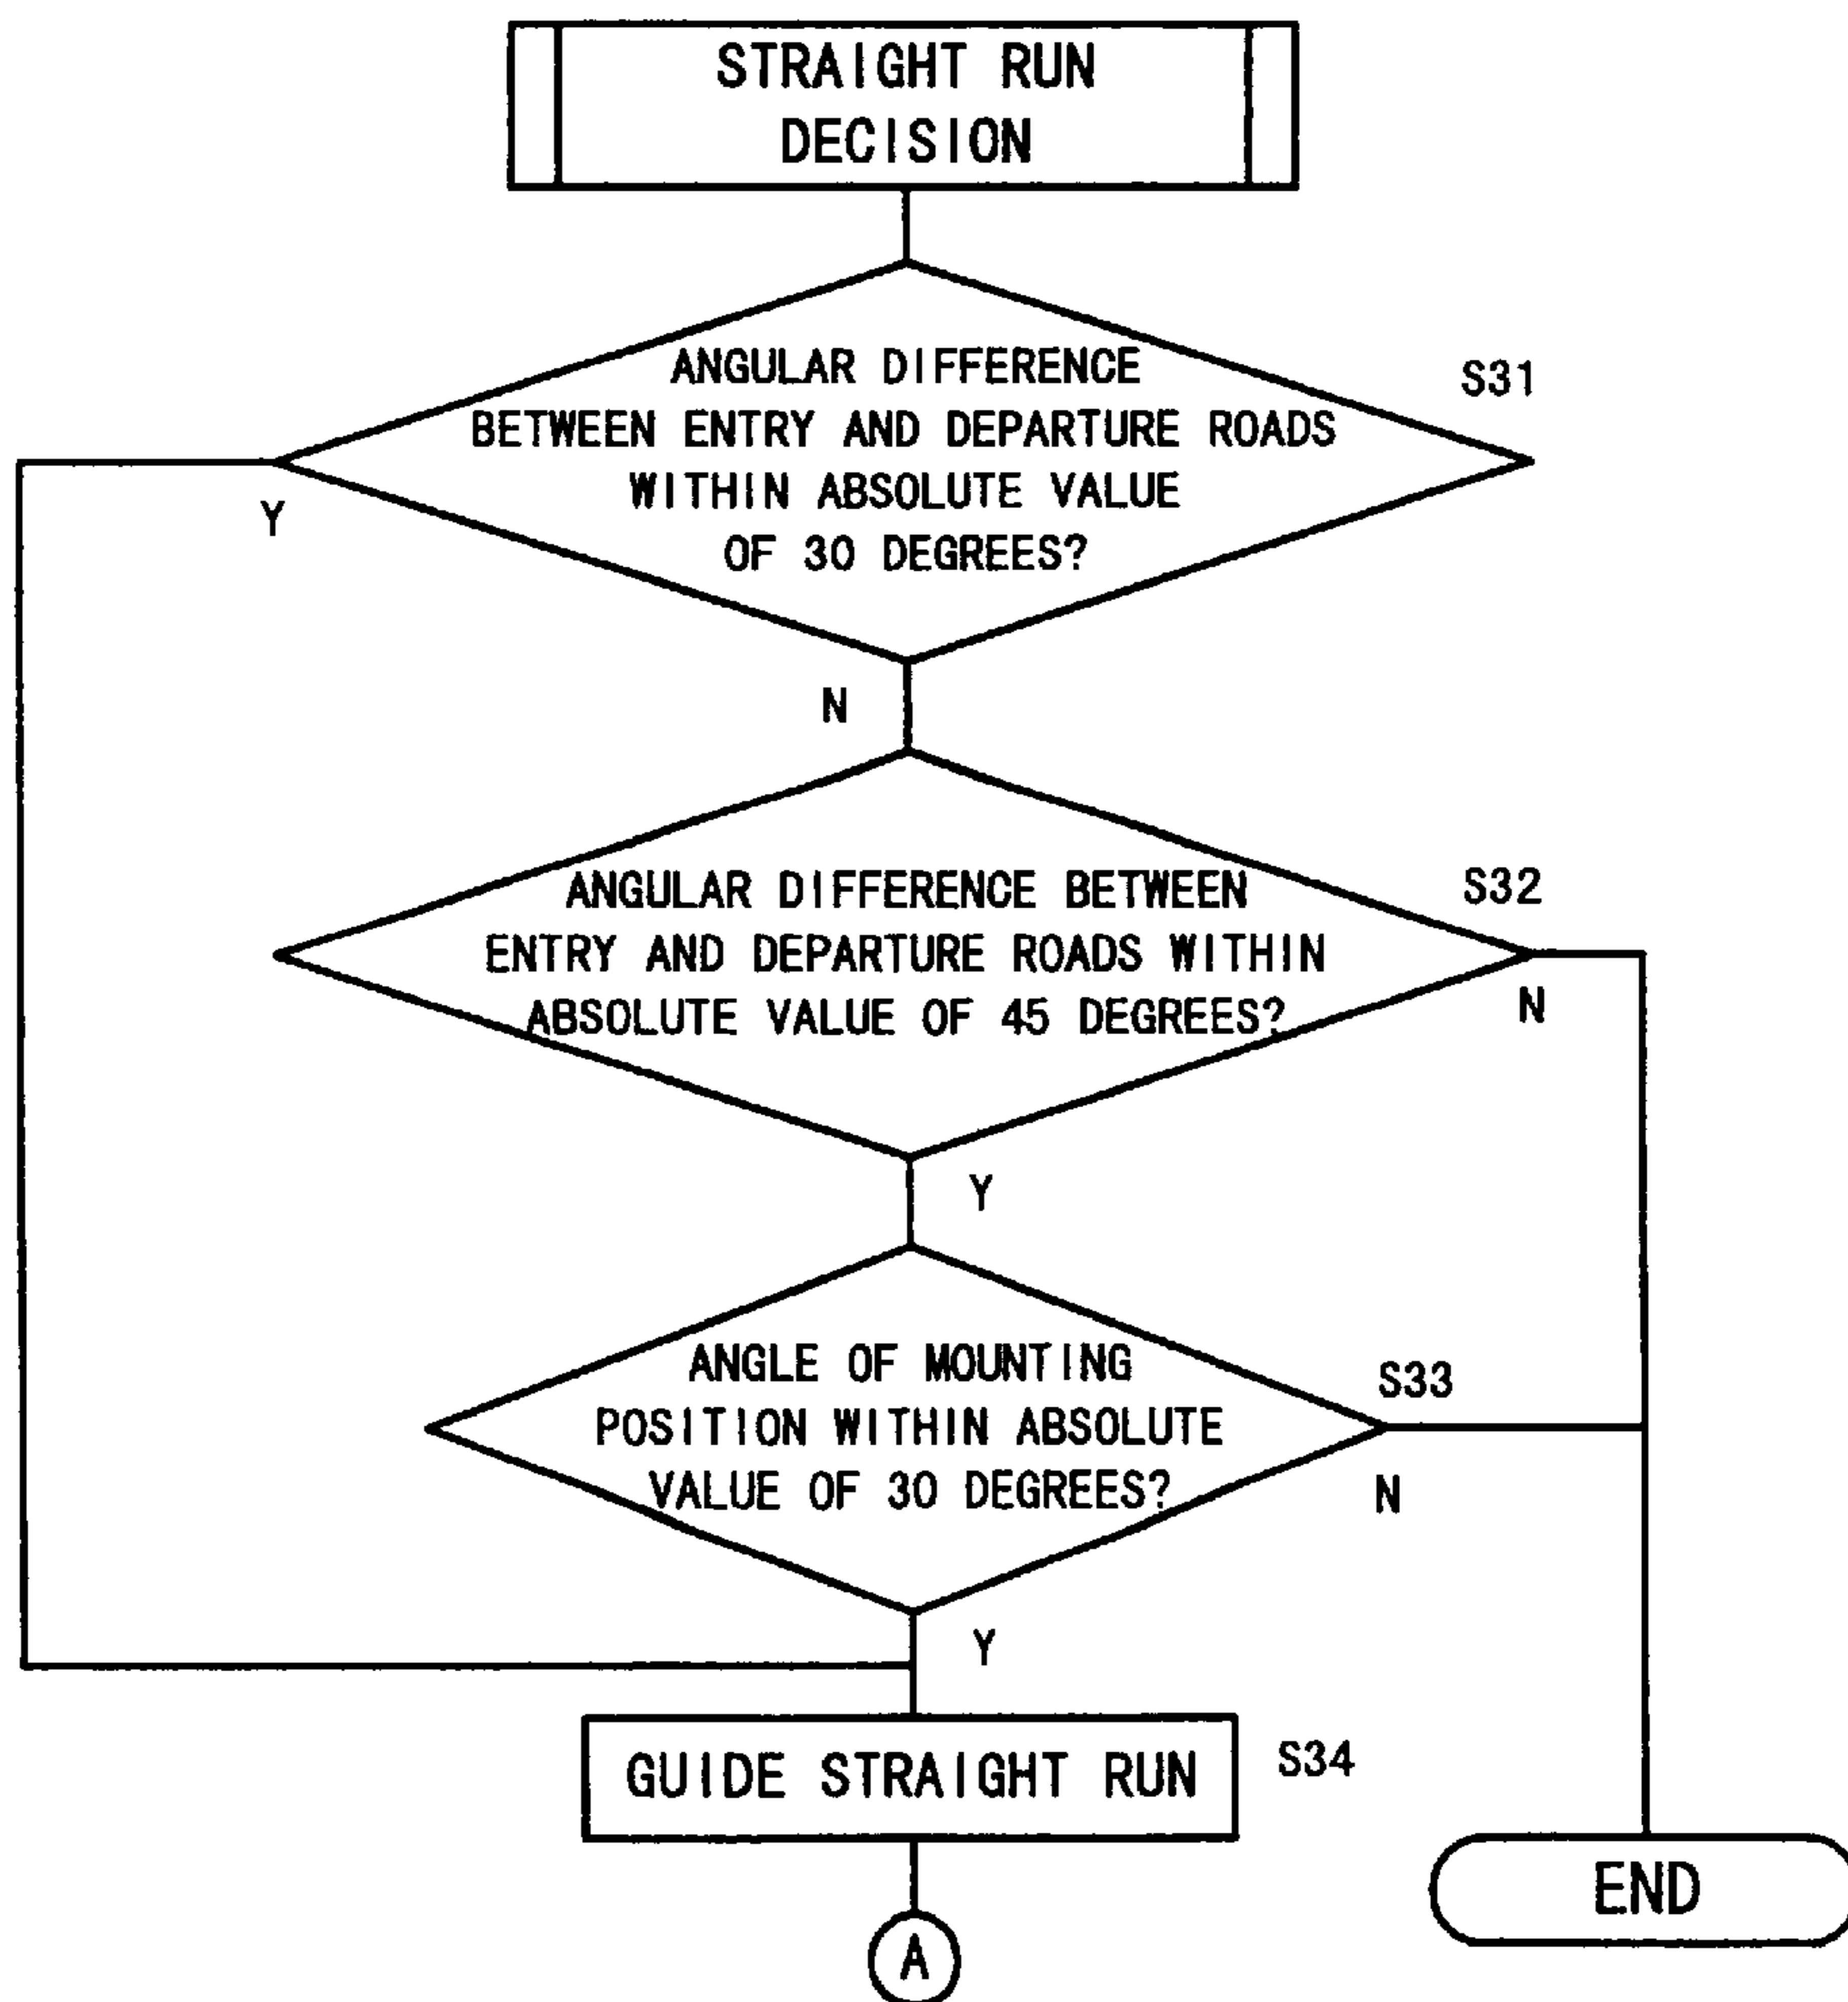 STRAIGHT RUN
DECISION
ANGULAR DIFFERENCE
BETWEEN ENTRY AND DEPARTURE ROADS
WITHIN ABSOLUTE VALUE
OF 30 DEGREES?
S31
Y
N
ANGULAR DIFFERENCE BETWEEN
ENTRY AND DEPARTURE ROADS WITHIN
ABSOLUTE VALUE OF 45 DEGREES?
S32
N
Y
ANGLE OF MOUNTING
POSITION WITHIN ABSOLUTE
VALUE OF 30 DEGREES?
S33
N
Y
GUIDE STRAIGHT RUN
S34
END
A